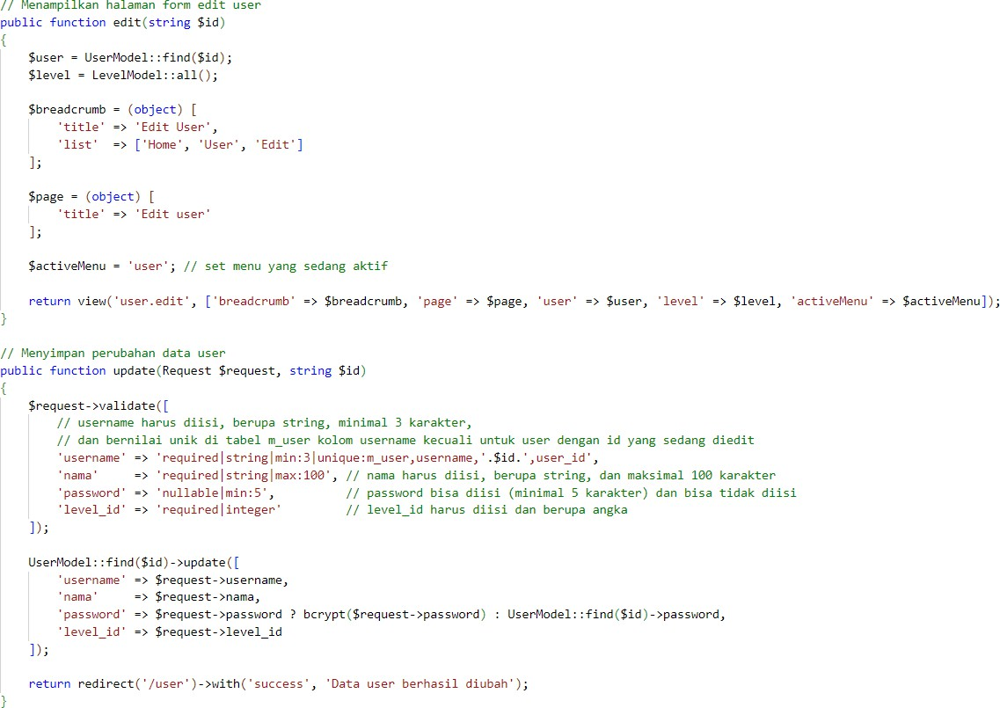 // Menampilkan halaman form edit user
public function edit(string $id)
{
    $user = UserModel::find($id);
    $level = LevelModel::all();

    $breadcrumb = (object) [
        'title' => 'Edit User',
        'list'  => ['Home', 'User', 'Edit']
    ];

    $page = (object) [
        'title' => 'Edit user'
    ];

    $activeMenu = 'user'; // set menu yang sedang aktif

    return view('user.edit', ['breadcrumb' => $breadcrumb, 'page' => $page, 'user' => $user, 'level' => $level, 'activeMenu' => $activeMenu]);
}

// Menyimpan perubahan data user
public function update(Request $request, string $id)
{
    $request->validate([
        // username harus diisi, berupa string, minimal 3 karakter,
        // dan bernilai unik di tabel m_user kolom username kecuali untuk user dengan id yang sedang diedit
        'username' => 'required|string|min:3|unique:m_user,username,'.$id.',user_id',
        'nama'     => 'required|string|max:100', // nama harus diisi, berupa string, dan maksimal 100 karakter
        'password' => 'nullable|min:5',          // password bisa diisi (minimal 5 karakter) dan bisa tidak diisi
        'level_id' => 'required|integer'         // level_id harus diisi dan berupa angka
    ]);

    UserModel::find($id)->update([
        'username' => $request->username,
        'nama'     => $request->nama,
        'password' => $request->password ? bcrypt($request->password) : UserModel::find($id)->password,
        'level_id' => $request->level_id
    ]);

    return redirect('/user')->with('success', 'Data user berhasil diubah');
}